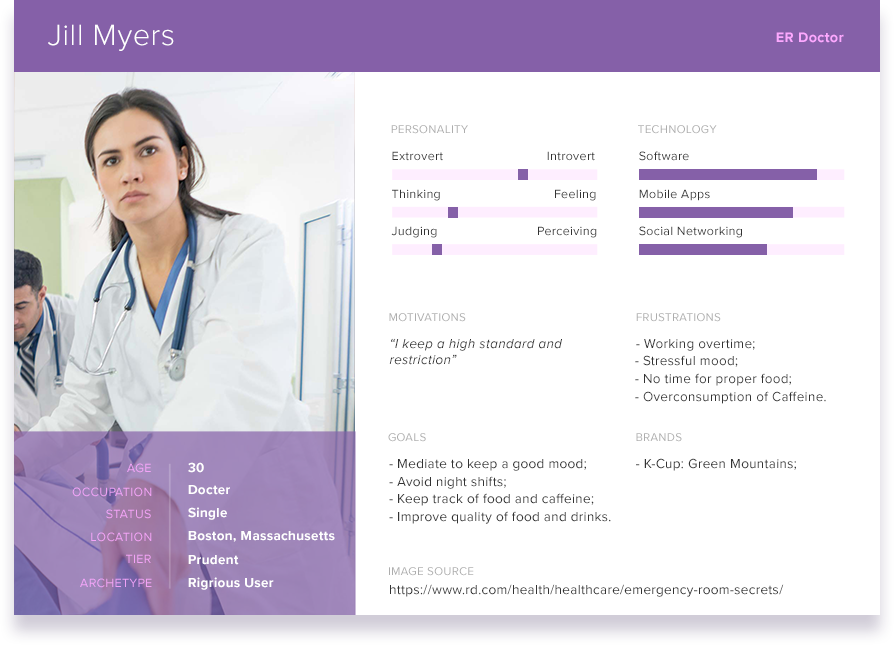 Jill Myers
ER Doctor
PERSONALITY
Extrovert Introvert
Thinking Feeling
Judging Perceiving
TECHNOLOGY
Software
Mobile Apps
Social Networking
MOTIVATIONS
“I keep a high standard and
restriction”
FRUSTRATIONS
- Working overtime;
- Stressful mood;
- No time for proper food;
- Overconsumption of Caffeine.
GOALS
- Mediate to keep a good mood;
- Avoid night shifts;
- Keep track of food and caffeine;
- Improve quality of food and drinks.
BRANDS
- K-Cup: Green Mountains;
AGE 30
OCCUPATION Docter
STATUS Single
LOCATION Boston, Massachusetts
TIER Prudent
ARCHETYPE Rigrious User
IMAGE SOURCE
https://www.rd.com/health/healthcare/emergency-room-secrets/